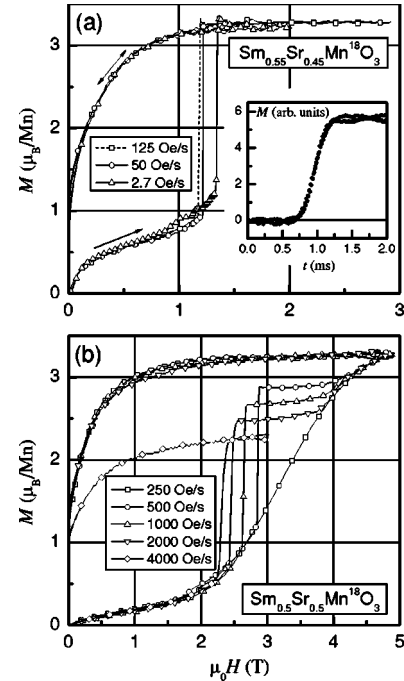 (a)
Sm0.55Sr0.45Mn18O3
M (μB/Mn)
3
2
1
0
125 Oe/s
50 Oe/s
2.7 Oe/s
M (arb. units)
6
4
2
0
0.0 0.5 1.0 1.5 2.0
t (ms)
0 1 2 3
(b)
M (μB/Mn)
3
2
1
0
250 Oe/s
500 Oe/s
1000 Oe/s
2000 Oe/s
4000 Oe/s
Sm0.5Sr0.5Mn18O3
0 1 2 3 4 5
μ0H (T)